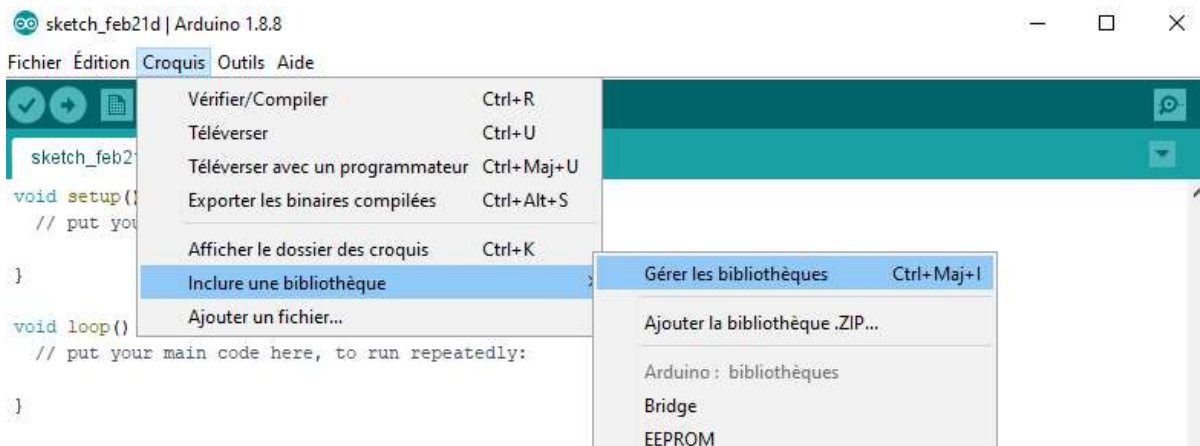 sketch_feb21d | Arduino 1.8.8
Fichier Édition Croquis Outils Aide
Vérifier/Compiler Ctrl+R
Téléverser Ctrl+U
Téléverser avec un programmateur Ctrl+Maj+U
Exporter les binaires compilées Ctrl+Alt+S
Afficher le dossier des croquis Ctrl+K
Inclure une bibliothèque
Ajouter un fichier...
Gérer les bibliothèques Ctrl+Maj+I
Ajouter la bibliothèque .ZIP...
Arduino : bibliothèques
Bridge
EEPROM
sketch_feb2
void setup()
// put you
}
void loop()
// put your main code here, to run repeatedly:
}